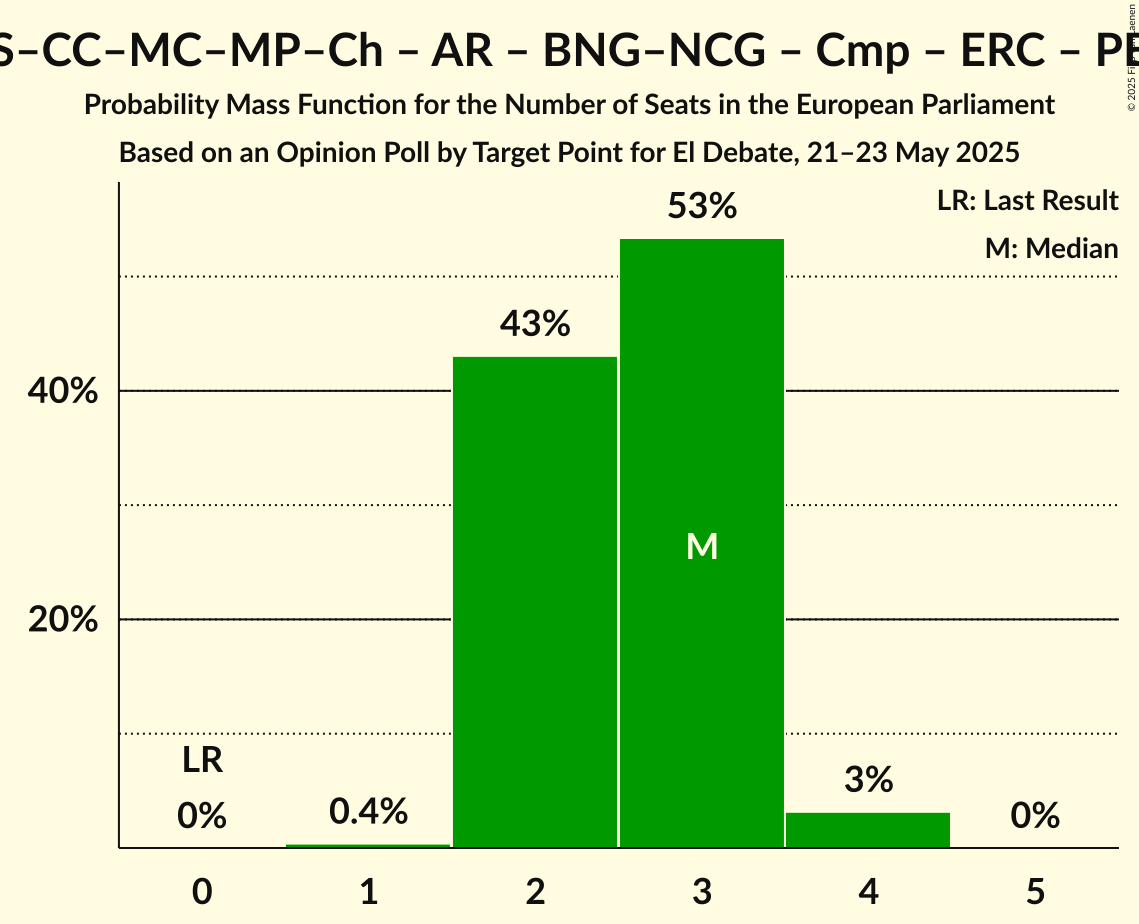 S–CC–MC–MP–Ch – AR – BNG–NCG – Cmp – ERC –
Probability Mass Function for the Number of Seats in the European Parliament
Based on an Opinion Poll by Target Point for El Debate, 21–23 May 2025
LR: Last Result
M: Median
53%
43%
40%
M
20%
LR
3%
0.4%
0%
0%
0 1 2 3 4 5
© 2025